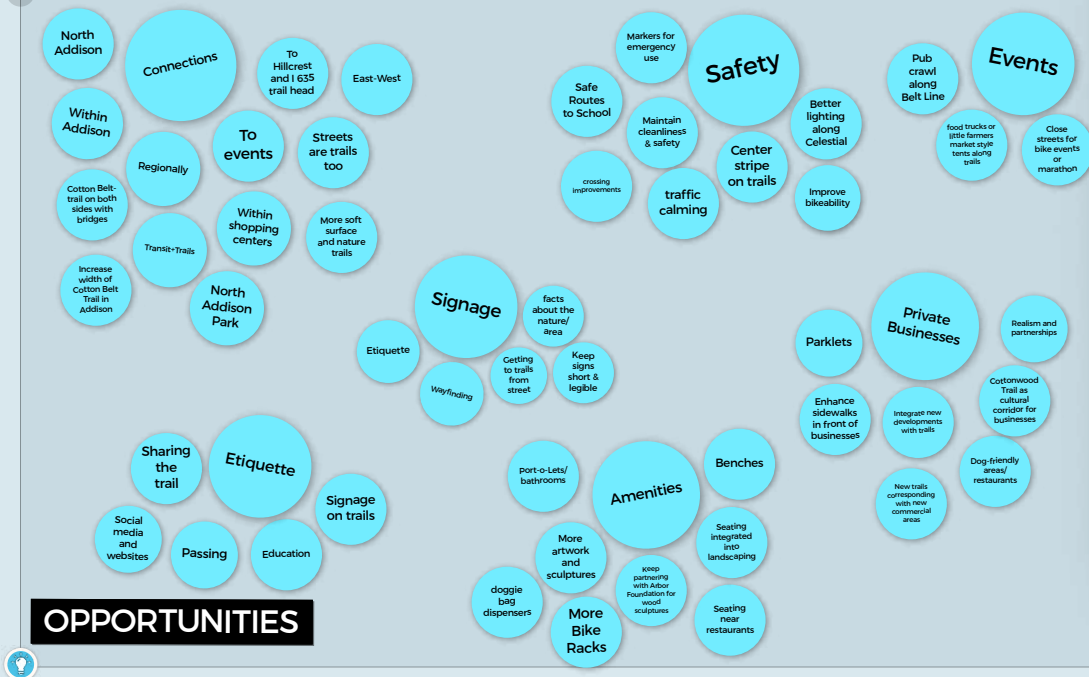 North
Addison
Connections
To
Hillcrest
and I 635
trail head
East-West
Within
Addison
Regionally
To
events
Streets
are trails
too
Cotton Belt-
trail on both
sides with
bridges
Transit+Trails
Within
shopping
centers
More soft
surface
and nature
trails
Increase
width of
Cotton Belt
Trail in
Addison
North
Addison
Park
Markers for
emergency
use
Safety
Safe
Routes
to School
Maintain
cleanliness
& safety
Better
lighting
along
Celestial
Center
stripe
on trails
crossing
improvements
traffic
calming
Improve
bikeability
Pub
crawl
along
Belt Line
Events
food trucks or
little farmers
market style
tents along
trails
Close
streets for
bike events
or
marathon
Signage
facts
about the
nature/
area
Etiquette
Wayfinding
Getting
to trails
from
street
Keep
signs
short &
legible
Private
Businesses
Parklets
Realism and
partnerships
Enhance
sidewalks
in front of
businesses
Integrate new
developments
with trails
Cottonwood
Trail as
cultural
corridor for
businesses
Dog-friendly
areas/
restaurants
New trails
corresponding
with new
commercial
areas
Sharing
the
trail
Etiquette
Signage
on trails
Social
media
and
websites
Passing
Education
Port-o-Lets/
bathrooms
Amenities
Benches
More
artwork
and
sculptures
Seating
integrated
into
landscaping
doggie
bag
dispensers
Keep
partnering
with Arbor
Foundation for
wood
sculptures
More
Bike
Racks
Seating
near
restaurants
OPPORTUNITIES